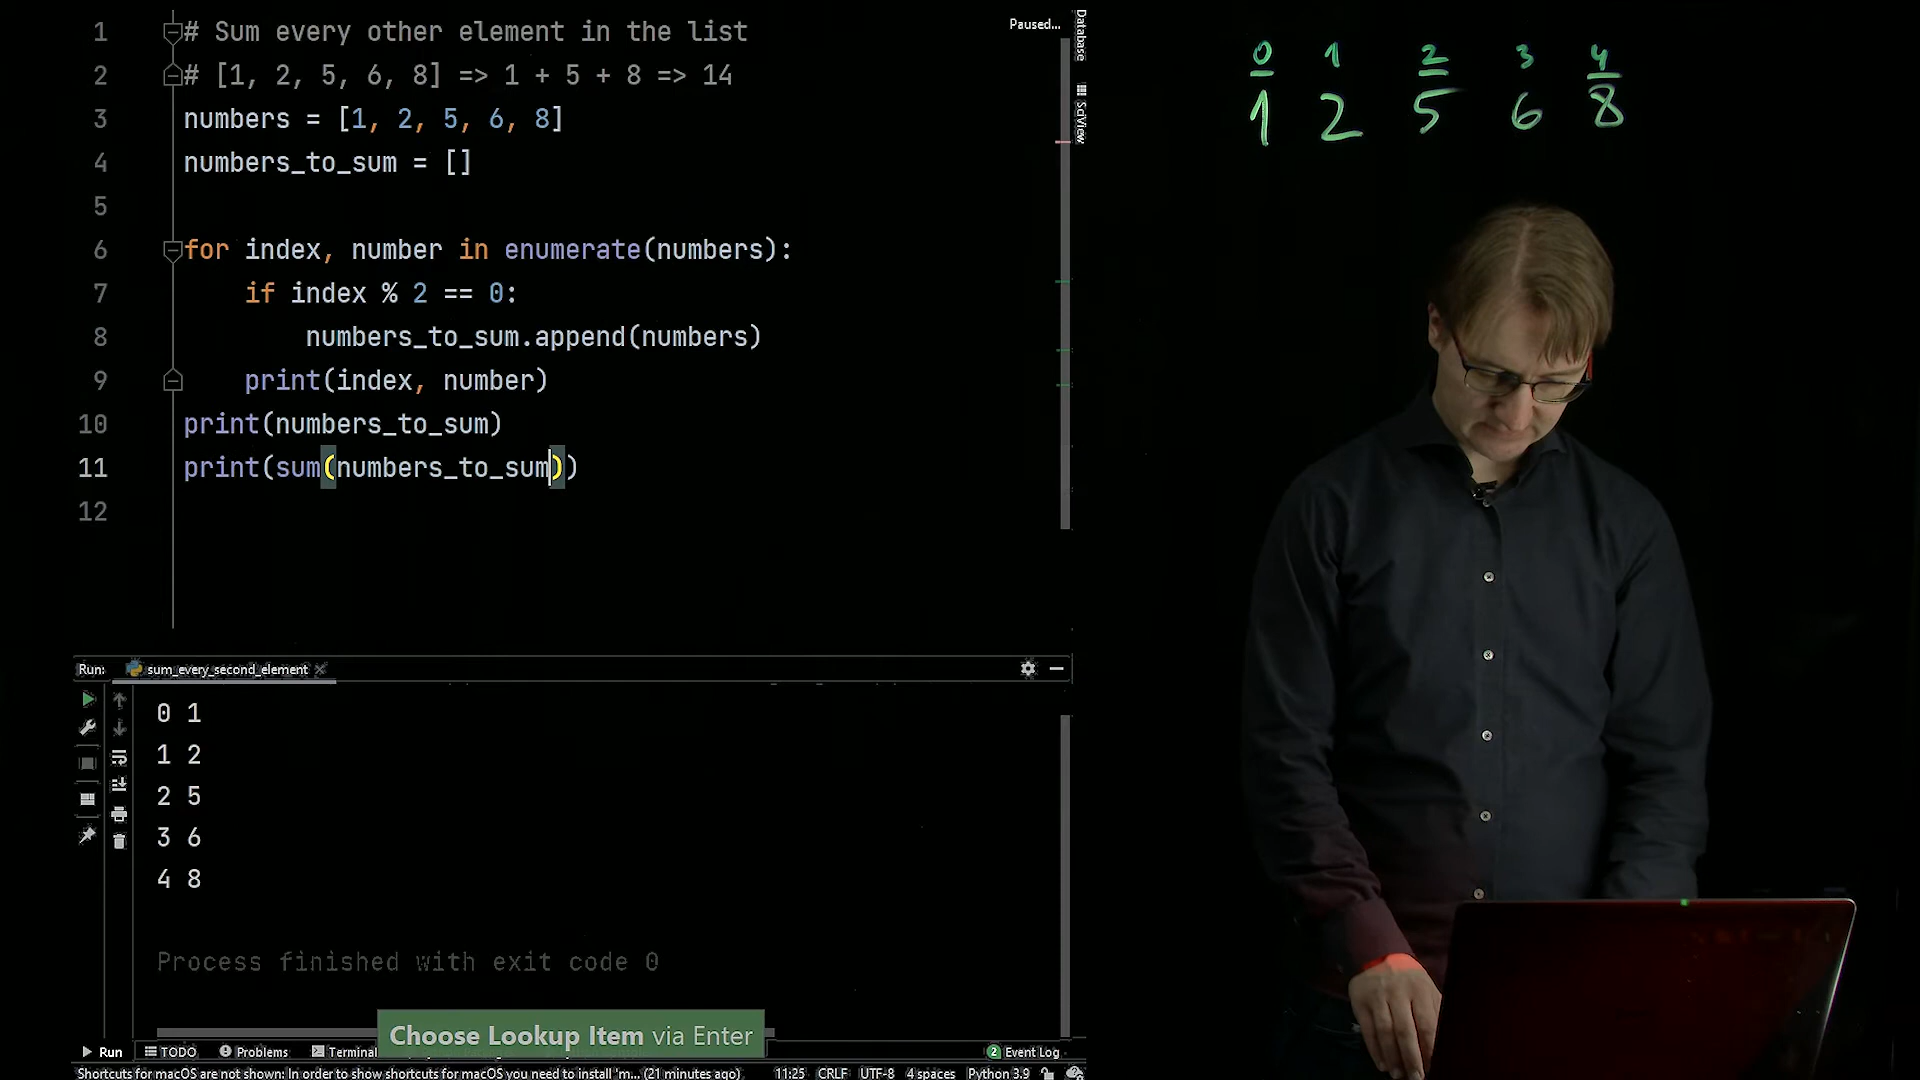 1 # Sum every other element in the list
2 # [1, 2, 5, 6, 8] => 1 + 5 + 8 => 14
3 numbers = [1, 2, 5, 6, 8]
4 numbers_to_sum = []
5
6 for index, number in enumerate(numbers):
7 if index % 2 == 0:
8 numbers_to_sum.append(numbers)
9 print(index, number)
10 print(numbers_to_sum)
11 print(sum(numbers_to_sum))
12
Paused...
Database
SciView
0 1 2 3 4
1 2 5 6 8
Run: sum_every_second_element
0 1
1 2
2 5
3 6
4 8
Process finished with exit code 0
Choose Lookup Item via Enter
Run TODO Problems Terminal 2 Event Log
Shortcuts for macOS are not shown: In order to show shortcuts for macOS you need to install 'm... (21 minutes ago) 11:25 CRLF UTF-8 4 spaces Python 3.9